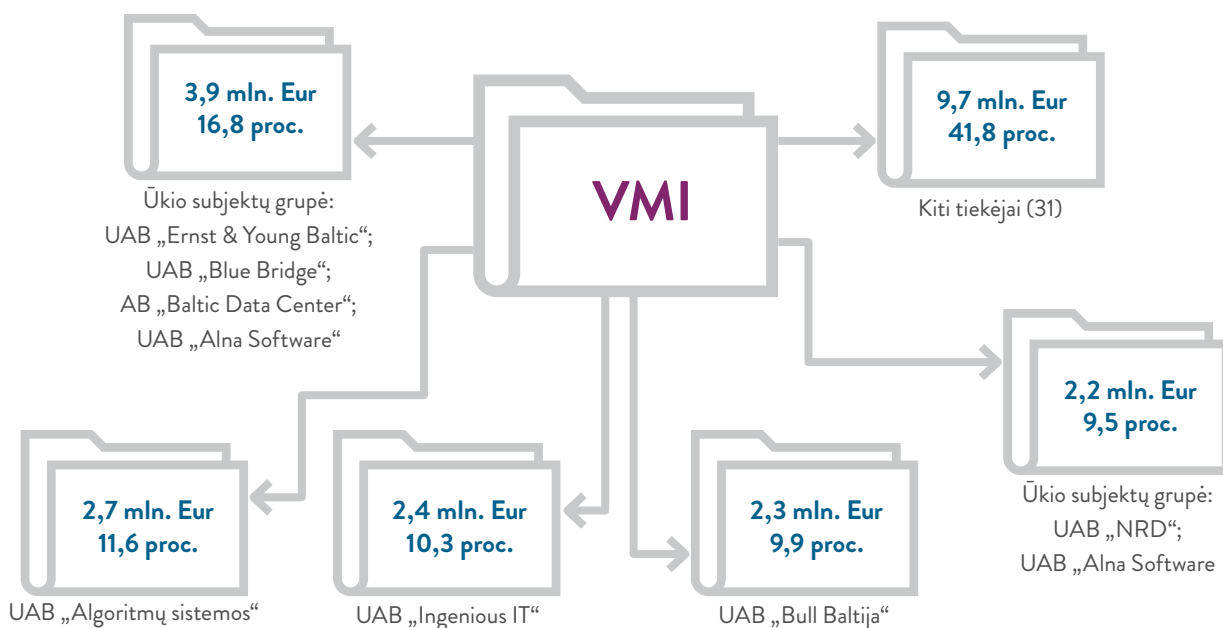 3,9 mln. Eur
16,8 proc.
Ūkio subjektų grupė:
UAB „Ernst & Young Baltic“;
UAB „Blue Bridge“;
AB „Baltic Data Center“;
UAB „Alna Software“
VMI
9,7 mln. Eur
41,8 proc.
Kiti tiekėjai (31)
2,2 mln. Eur
9,5 proc.
Ūkio subjektų grupė:
UAB „NRD“;
UAB „Alna Software
2,7 mln. Eur
11,6 proc.
UAB „Algoritmų sistemos“
2,4 mln. Eur
10,3 proc.
UAB „Ingenious IT“
2,3 mln. Eur
9,9 proc.
UAB „Bull Baltija“